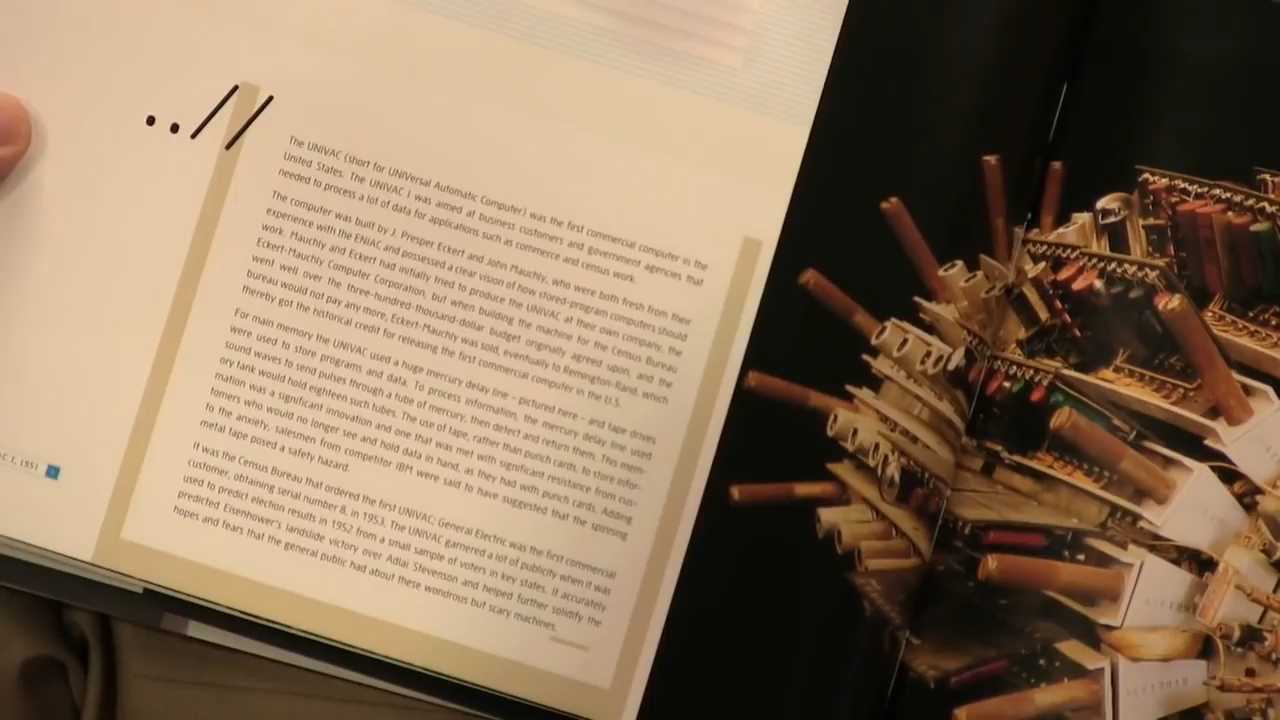 ..//
The UNIVAC (short for UNIVersal Automatic Computer) was the first commercial computer in the
United States. The UNIVAC I was aimed at business customers and government agencies that
needed to process a lot of data for applications such as commerce and census work.
The computer was built by J. Presper Eckert and John Mauchly, who were both fresh from their
experience with the ENIAC and possessed a clear vision of how stored-program computers should
work. Mauchly and Eckert had initially tried to produce the UNIVAC at their own company, the
Eckert-Mauchly Computer Corporation, but when building the machine for the Census Bureau
went well over the three-hundred-thousand-dollar budget originally agreed upon, and the
bureau would not pay any more, Eckert-Mauchly was sold, eventually to Remington-Rand, which
thereby got the historical credit for releasing the first commercial computer in the U.S.
For main memory the UNIVAC used a huge mercury delay line – pictured here – and tape drives
were used to store programs and data. To process information, the mercury delay line used
sound waves to send pulses through a tube of mercury, then detect and return them. This mem-
ory tank would hold eighteen such tubes. The use of tape, rather than punch cards, to store infor-
mation was a significant innovation and one that was met with significant resistance from cus-
tomers who would no longer see and hold data in hand, as they had with punch cards. Adding
to the anxiety, salesmen from competitor IBM were said to have suggested that the spinning
metal tape posed a safety hazard.
It was the Census Bureau that ordered the first UNIVAC; General Electric was the first commercial
customer, obtaining serial number 8, in 1953. The UNIVAC garnered a lot of publicity when it was
used to predict election results in 1952 from a small sample of voters in key states. It accurately
predicted Eisenhower's landslide victory over Adlai Stevenson and helped further solidify the
hopes and fears that the general public had about these wondrous but scary machines.
C I, 1951